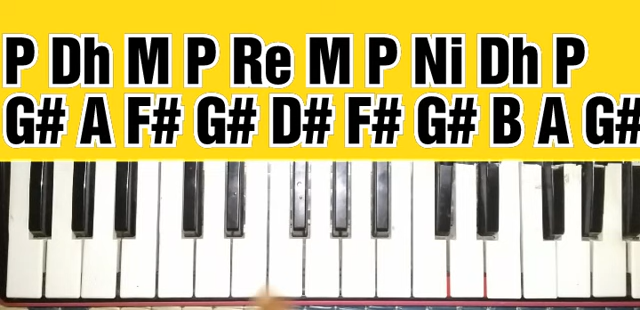 P Dh M P Re M P Ni Dh P
G# A F# G# D# F# G# B A G#